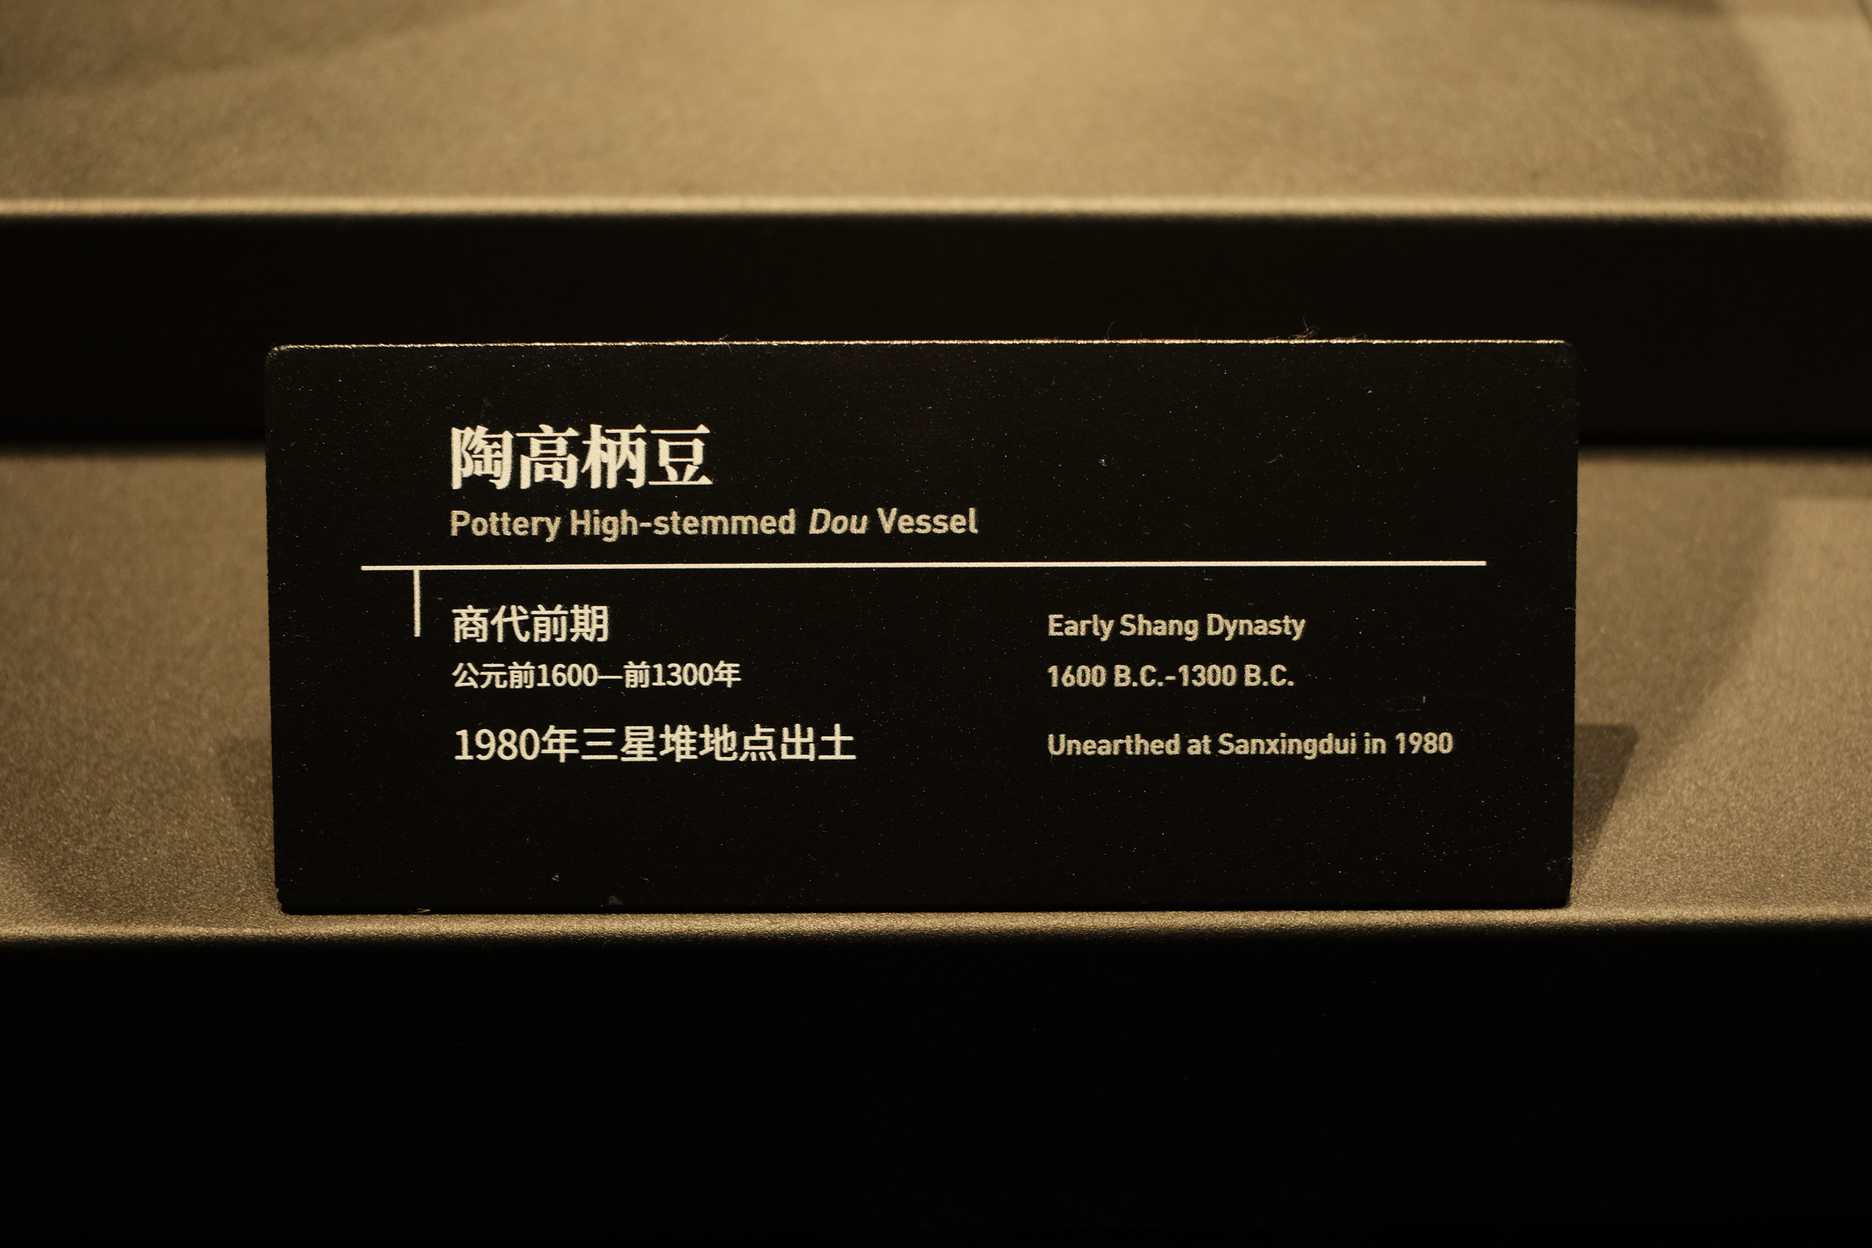 陶高柄豆
Pottery High-stemmed Dou Vessel
商代前期
公元前1600—前1300年
1980年三星堆地点出土
Early Shang Dynasty
1600 B.C.-1300 B.C.
Unearthed at Sanxingdui in 1980